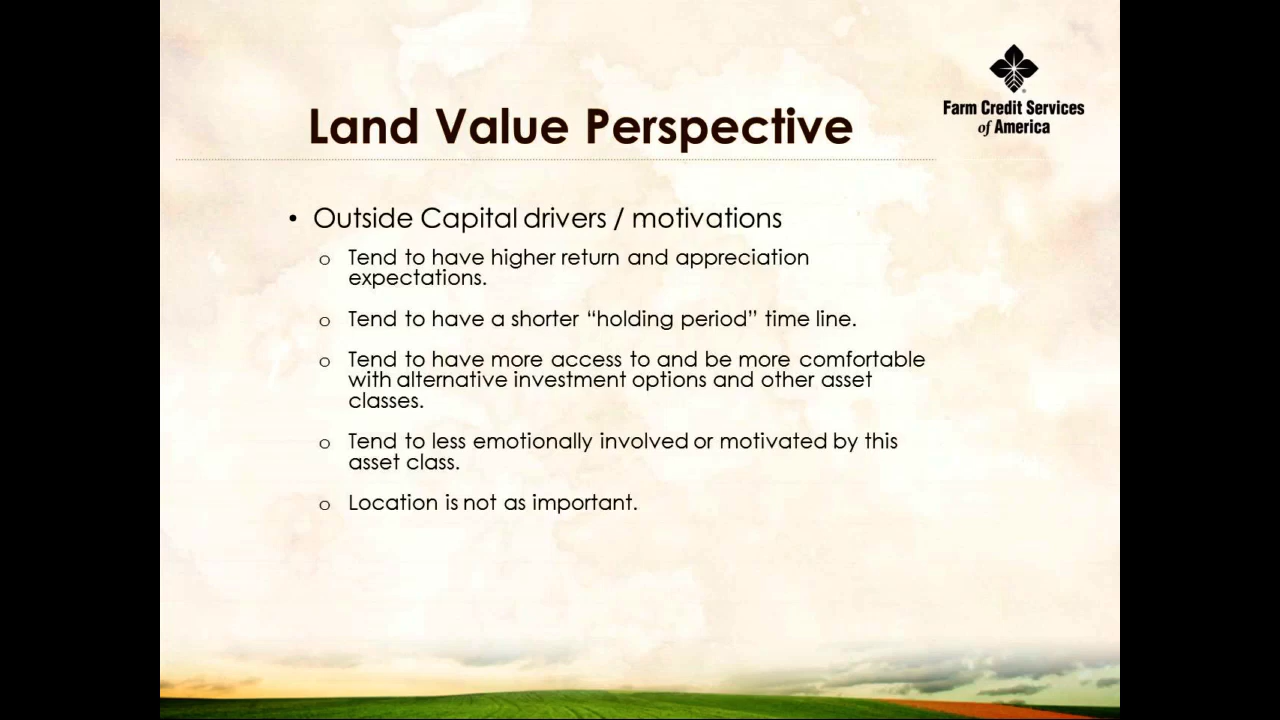 Farm Credit Services
of America
Land Value Perspective
• Outside Capital drivers / motivations
o Tend to have higher return and appreciation
expectations.
o Tend to have a shorter “holding period” time line.
o Tend to have more access to and be more comfortable
with alternative investment options and other asset
classes.
o Tend to less emotionally involved or motivated by this
asset class.
o Location is not as important.